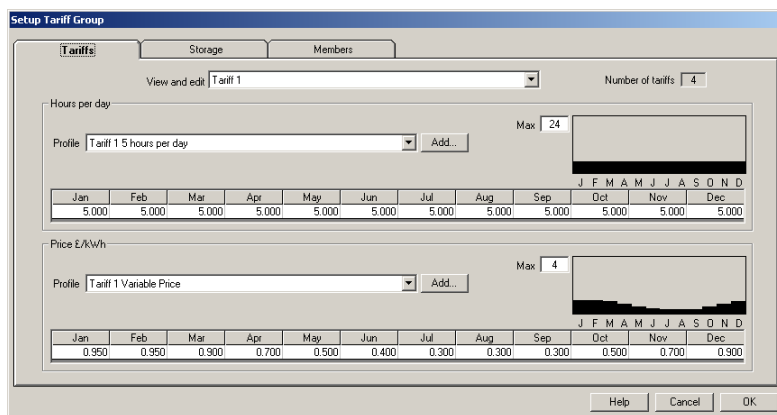 Setup Tariff Group
Tariffs Storage Members
View and edit Tariff 1 Number of tariffs 4
Hours per day
Max 24
Profile Tariff 1 5 hours per day Add...
J F M A M J J A S O N D
Jan Feb Mar Apr May Jun Jul Aug Sep Oct Nov Dec
5.000 5.000 5.000 5.000 5.000 5.000 5.000 5.000 5.000 5.000 5.000 5.000
Price £/kWh
Max 4
Profile Tariff 1 Variable Price Add...
J F M A M J J A S O N D
Jan Feb Mar Apr May Jun Jul Aug Sep Oct Nov Dec
0.950 0.950 0.900 0.700 0.500 0.400 0.300 0.300 0.300 0.500 0.700 0.900
Help Cancel OK